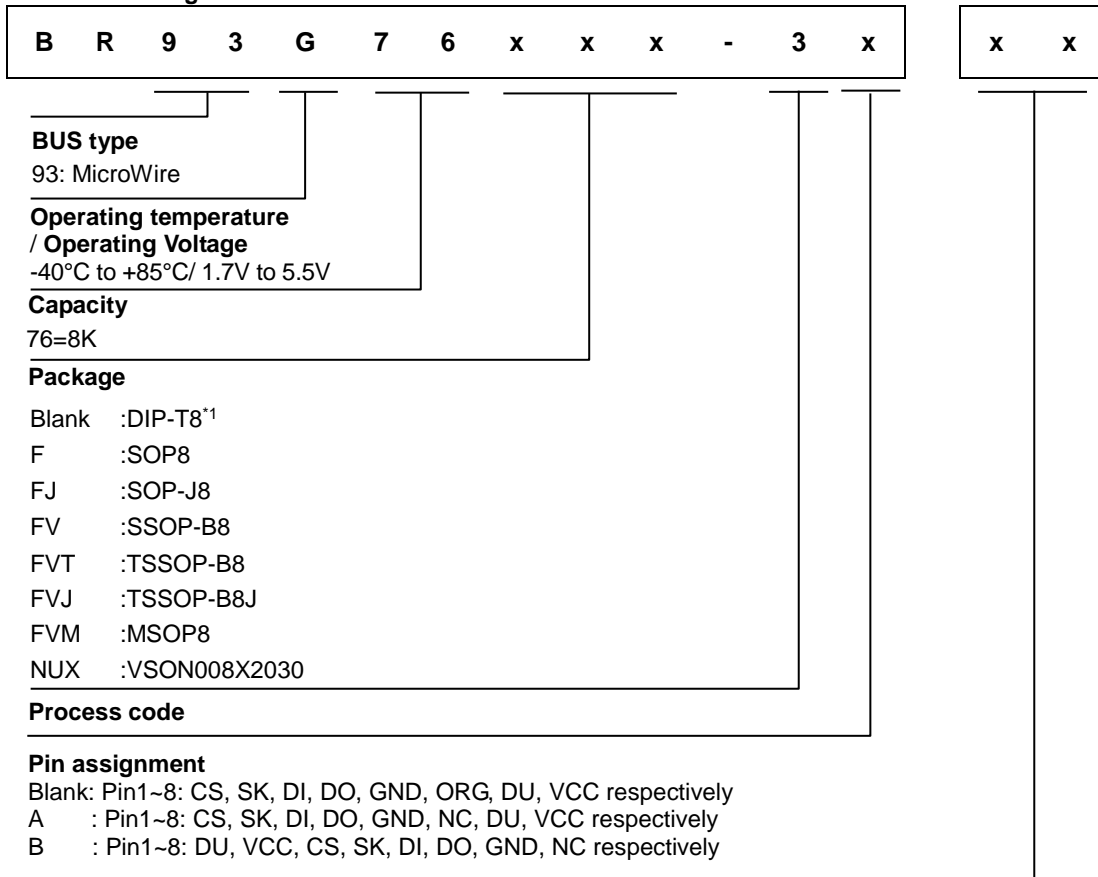 B R 9 3 G 7 6 x x x - 3 x x x
BUS type
93: MicroWire
Operating temperature
/ Operating Voltage
-40°C to +85°C/ 1.7V to 5.5V
Capacity
76=8K
Package
Blank :DIP-T8*1
F :SOP8
FJ :SOP-J8
FV :SSOP-B8
FVT :TSSOP-B8
FVJ :TSSOP-B8J
FVM :MSOP8
NUX :VSON008X2030
Process code
Pin assignment
Blank: Pin1~8: CS, SK, DI, DO, GND, ORG, DU, VCC respectively
A : Pin1~8: CS, SK, DI, DO, GND, NC, DU, VCC respectively
B : Pin1~8: DU, VCC, CS, SK, DI, DO, GND, NC respectively